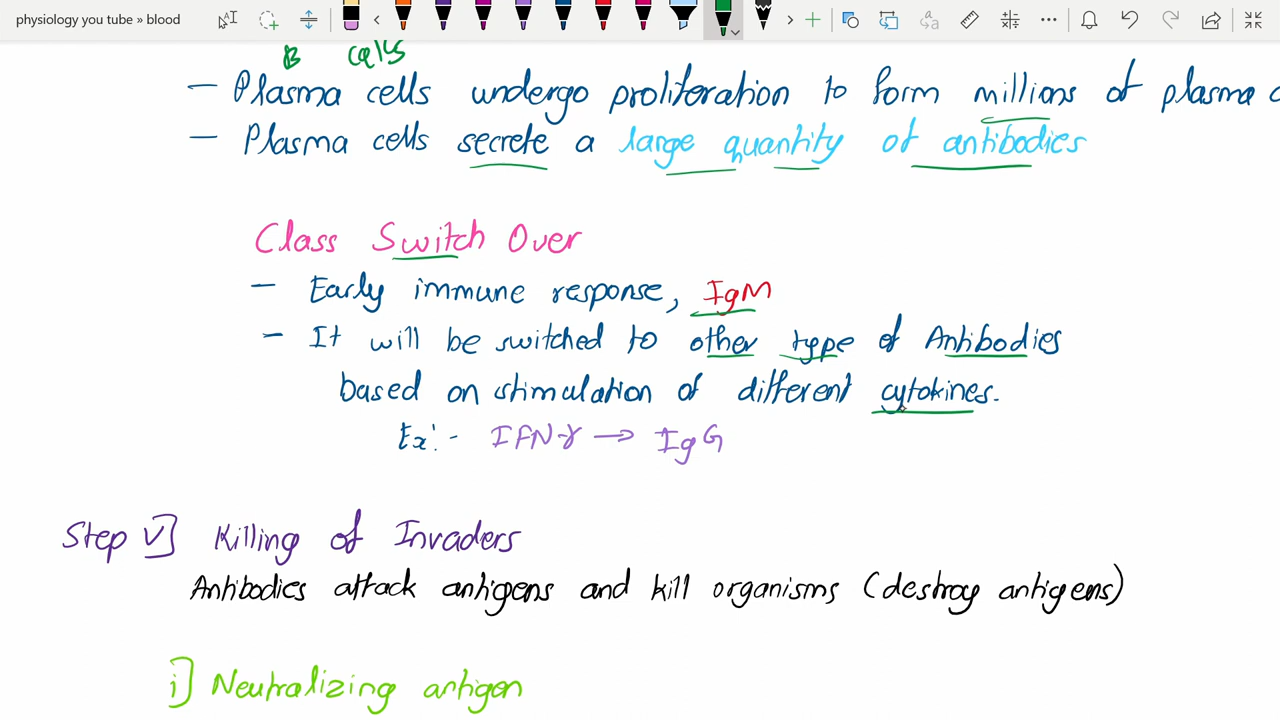 physiology you tube » blood
B cells
– Plasma cells undergo proliferation to form millions of plasma c
– Plasma cells secrete a large quantity of antibodies
Class Switch Over
– Early immune response, IgM
– It will be switched to other type of Antibodies
based on stimulation of different cytokines.
Ex:- IFN-γ → IgG
Step V] Killing of Invaders
Antibodies attack antigens and kill organisms (destroy antigens)
i] Neutralizing antigen